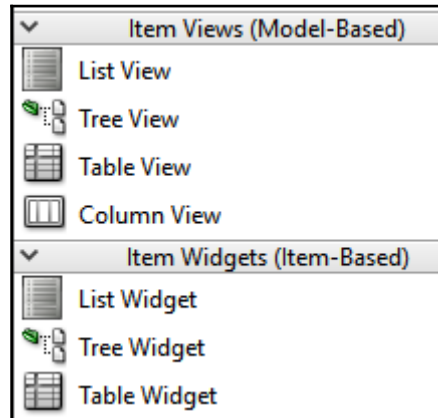 Item Views (Model-Based)
List View
Tree View
Table View
Column View
Item Widgets (Item-Based)
List Widget
Tree Widget
Table Widget